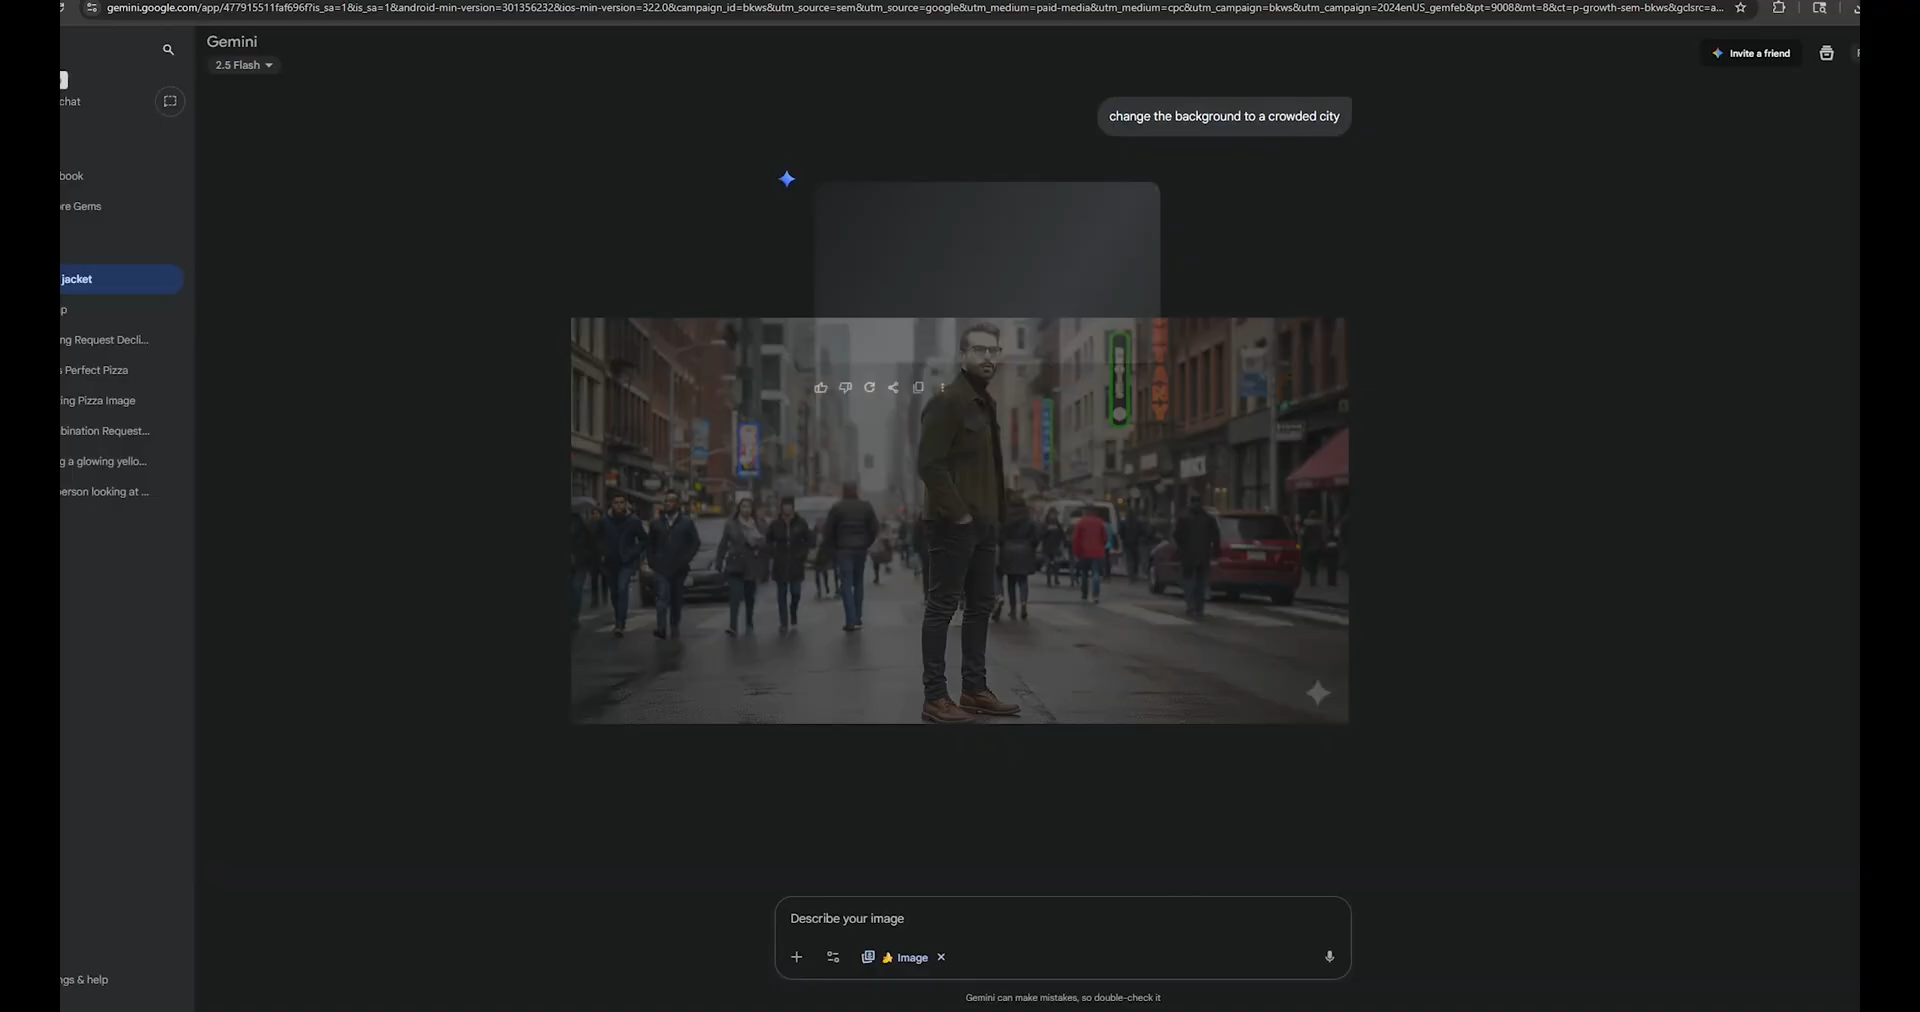 gemini.google.com/app/477915511faf696f?is_sa=1&is_sa=1&android-min-version=301356232&ios-min-version=322.0&campaign_id=bkws&utm_source=sem&utm_source=google&utm_medium=paid-media&utm_medium=cpc&utm_campaign=bkws&utm_campaign=2024enUS_gemfeb&pt=9008&mt=8&ct=p-growth-sem-bkws&gclsrc=a...
Gemini
2.5 Flash
Invite a friend
chat
change the background to a crowded city
book
ore Gems
jacket
p
ng Request Decli...
s Perfect Pizza
ing Pizza Image
bination Request...
g a glowing yello...
person looking at ...
Describe your image
Image
ngs & help
Gemini can make mistakes, so double-check it